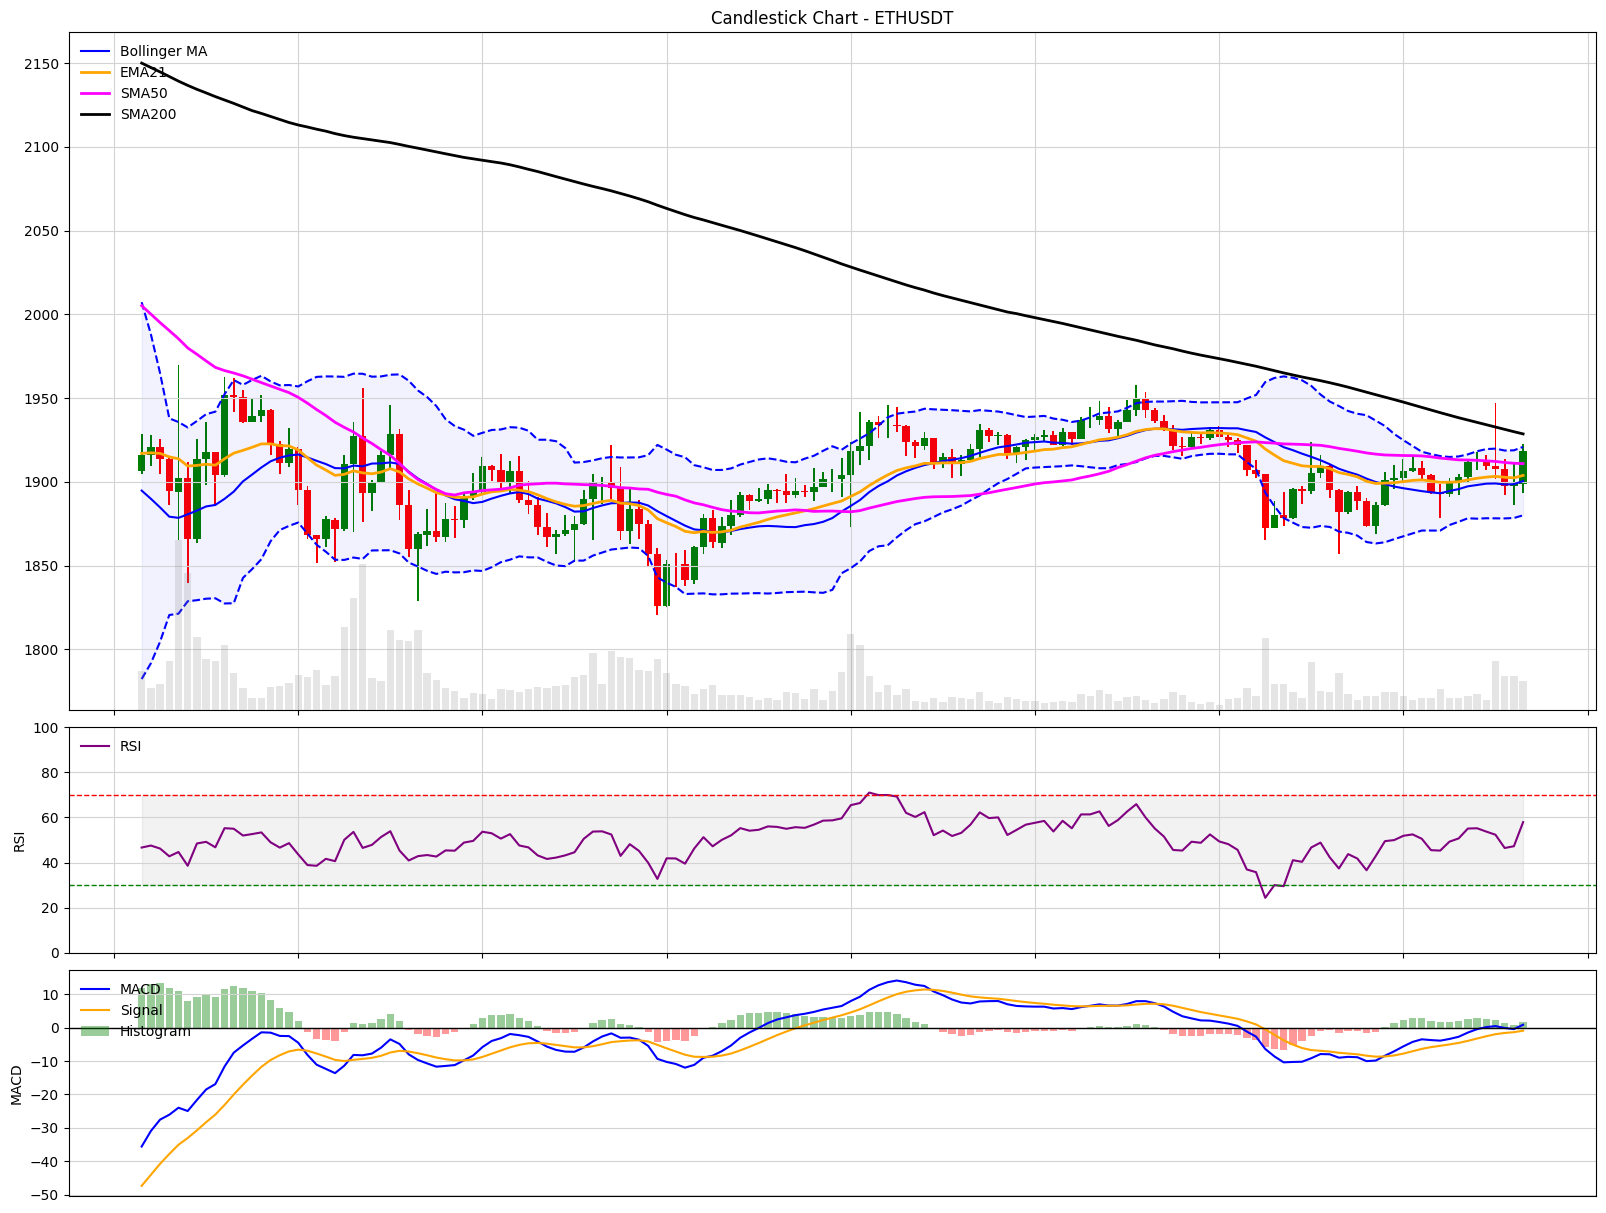 Candlestick Chart - ETHUSDT
Bollinger MA
EMA21
SMA50
SMA200
2150
2100
2050
2000
1950
1900
1850
1800
RSI
100
80
60
40
20
0
RSI
MACD
Signal
Histogram
10
0
−10
−20
−30
−40
−50
MACD